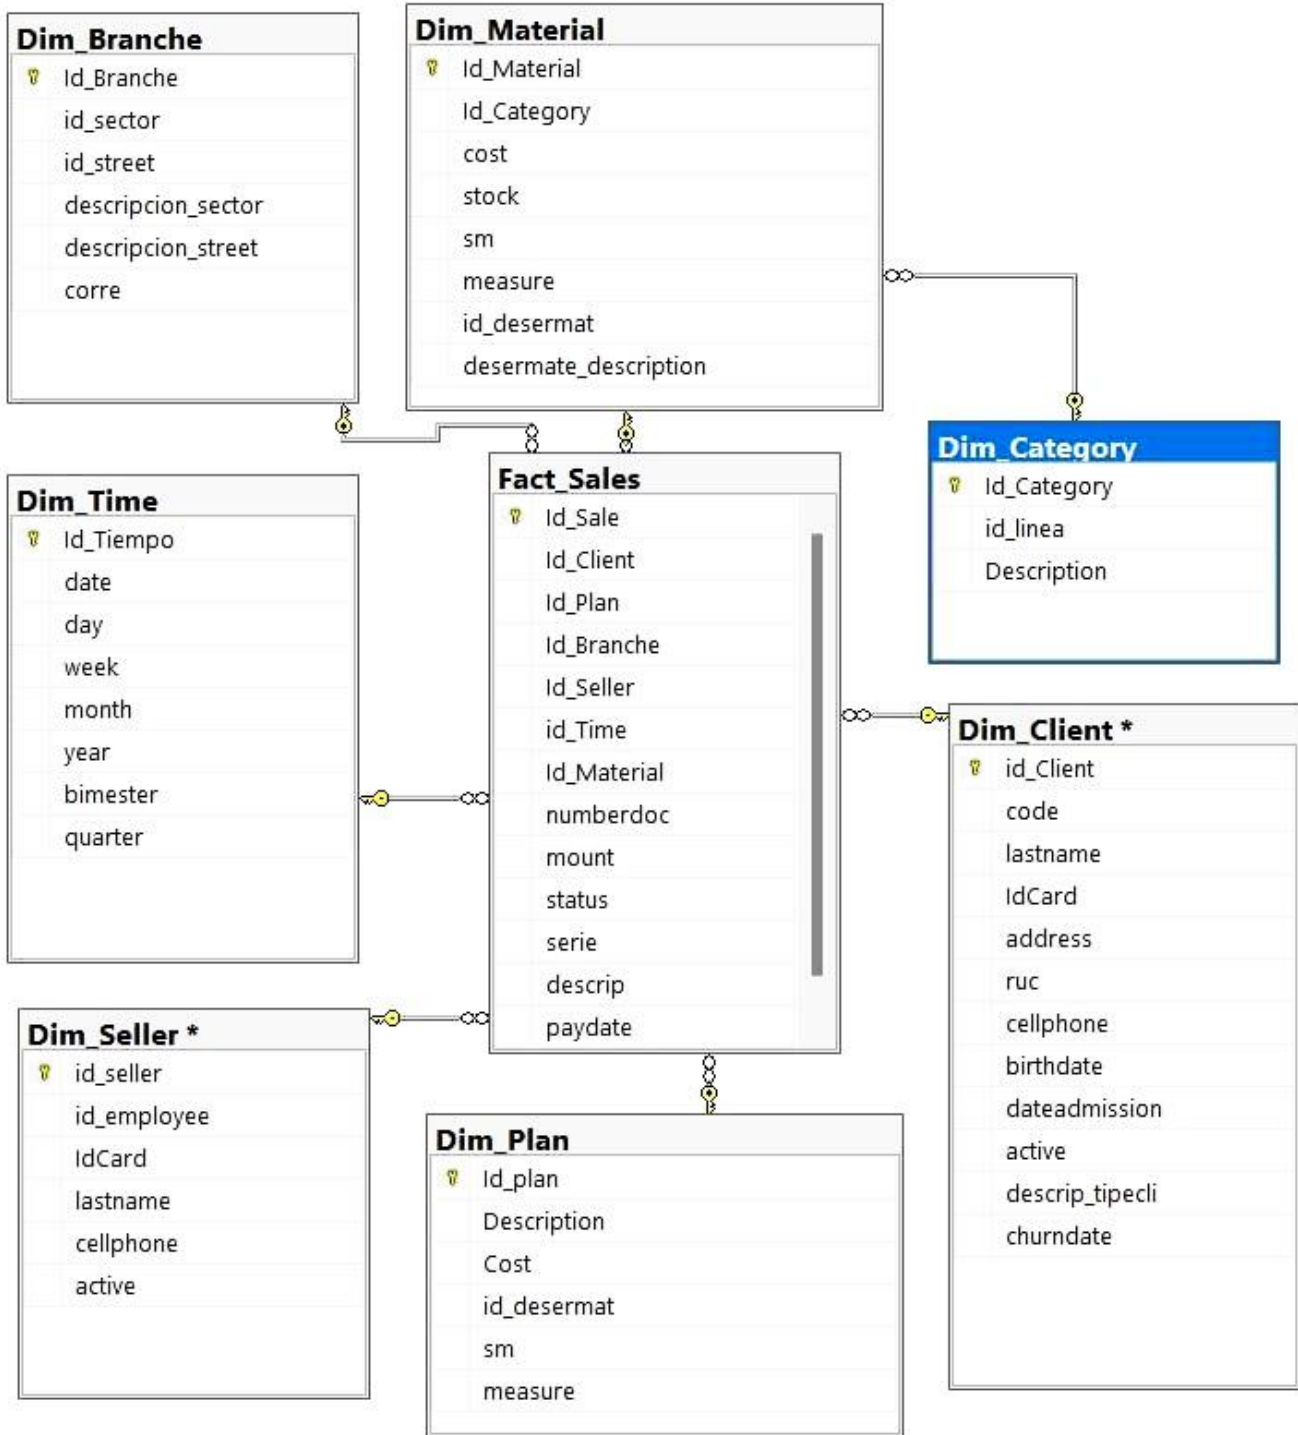 Dim_Branche
Id_Branche
id_sector
id_street
descripcion_sector
descripcion_street
corre
Dim_Material
Id_Material
Id_Category
cost
stock
sm
measure
id_desermat
desermate_description
Dim_Category
Id_Category
id_linea
Description
Dim_Time
Id_Tiempo
date
day
week
month
year
bimester
quarter
Fact_Sales
Id_Sale
Id_Client
Id_Plan
Id_Branche
Id_Seller
id_Time
Id_Material
numberdoc
mount
status
serie
descrip
paydate
Dim_Client *
id_Client
code
lastname
IdCard
address
ruc
cellphone
birthdate
dateadmission
active
descrip_tipecli
churndate
Dim_Seller *
id_seller
id_employee
IdCard
lastname
cellphone
active
Dim_Plan
Id_plan
Description
Cost
id_desermat
sm
measure